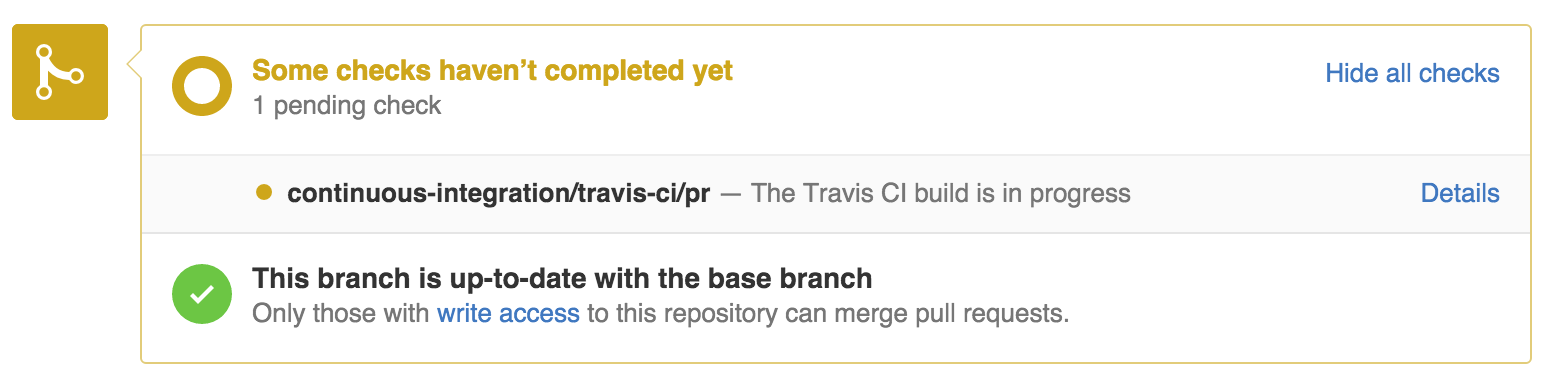 Some checks haven’t completed yet
Hide all checks
1 pending check
continuous-integration/travis-ci/pr — The Travis CI build is in progress
Details
This branch is up-to-date with the base branch
Only those with write access to this repository can merge pull requests.